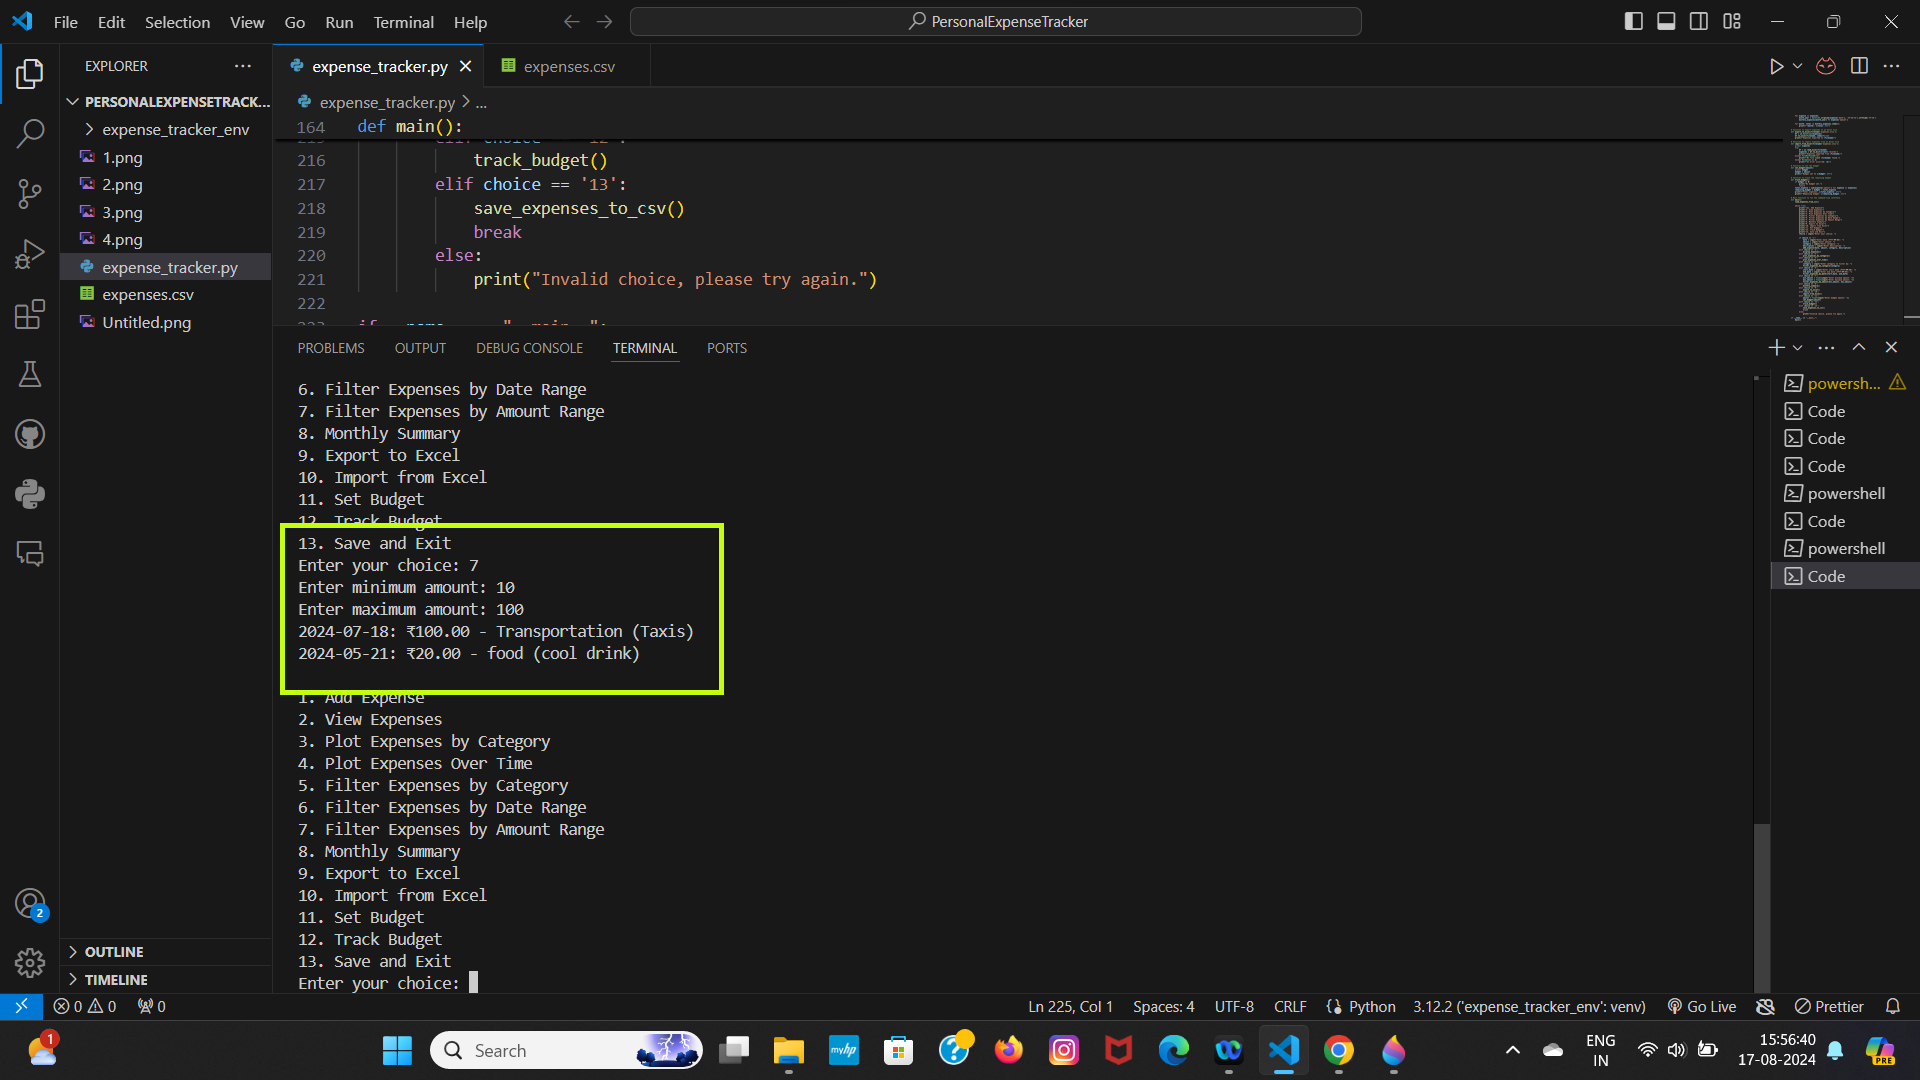 File Edit Selection View Go Run Terminal Help
PersonalExpenseTracker
EXPLORER
PERSONALEXPENSETRACK...
expense_tracker_env
1.png
2.png
3.png
4.png
expense_tracker.py
expenses.csv
Untitled.png
OUTLINE
TIMELINE
expense_tracker.py
expenses.csv
expense_tracker.py > ...
164 def main():
216 track_budget()
217 elif choice == '13':
218 save_expenses_to_csv()
219 break
220 else:
221 print("Invalid choice, please try again.")
222
PROBLEMS OUTPUT DEBUG CONSOLE TERMINAL PORTS
6. Filter Expenses by Date Range
7. Filter Expenses by Amount Range
8. Monthly Summary
9. Export to Excel
10. Import from Excel
11. Set Budget
12. Track Budget
13. Save and Exit
Enter your choice: 7
Enter minimum amount: 10
Enter maximum amount: 100
2024-07-18: ₹100.00 - Transportation (Taxis)
2024-05-21: ₹20.00 - food (cool drink)
1. Add Expense
2. View Expenses
3. Plot Expenses by Category
4. Plot Expenses Over Time
5. Filter Expenses by Category
6. Filter Expenses by Date Range
7. Filter Expenses by Amount Range
8. Monthly Summary
9. Export to Excel
10. Import from Excel
11. Set Budget
12. Track Budget
13. Save and Exit
Enter your choice:
powersh...
Code
Code
Code
powershell
Code
powershell
Code
2
0 0 0
Ln 225, Col 1 Spaces: 4 UTF-8 CRLF Python 3.12.2 ('expense_tracker_env': venv) Go Live Prettier
1
Search
myhp
ENG
IN
15:56:40
17-08-2024
PRE